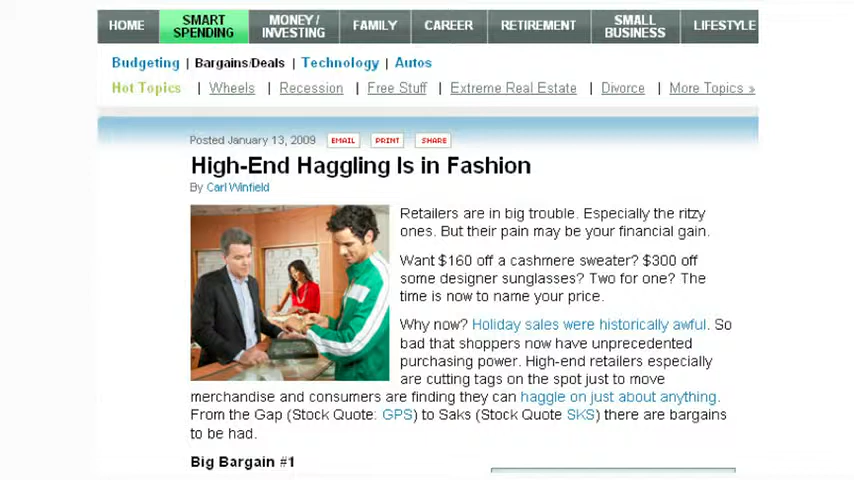 HOME SMART SPENDING MONEY / INVESTING FAMILY CAREER RETIREMENT SMALL BUSINESS LIFESTYLE
Budgeting | Bargains/Deals | Technology | Autos
Hot Topics | Wheels | Recession | Free Stuff | Extreme Real Estate | Divorce | More Topics »
Posted January 13, 2009 EMAIL PRINT SHARE
High-End Haggling Is in Fashion
By Carl Winfield
Retailers are in big trouble. Especially the ritzy
ones. But their pain may be your financial gain.
Want $160 off a cashmere sweater? $300 off
some designer sunglasses? Two for one? The
time is now to name your price.
Why now? Holiday sales were historically awful. So
bad that shoppers now have unprecedented
purchasing power. High-end retailers especially
are cutting tags on the spot just to move
merchandise and consumers are finding they can haggle on just about anything.
From the Gap (Stock Quote: GPS) to Saks (Stock Quote SKS) there are bargains
to be had.
Big Bargain #1